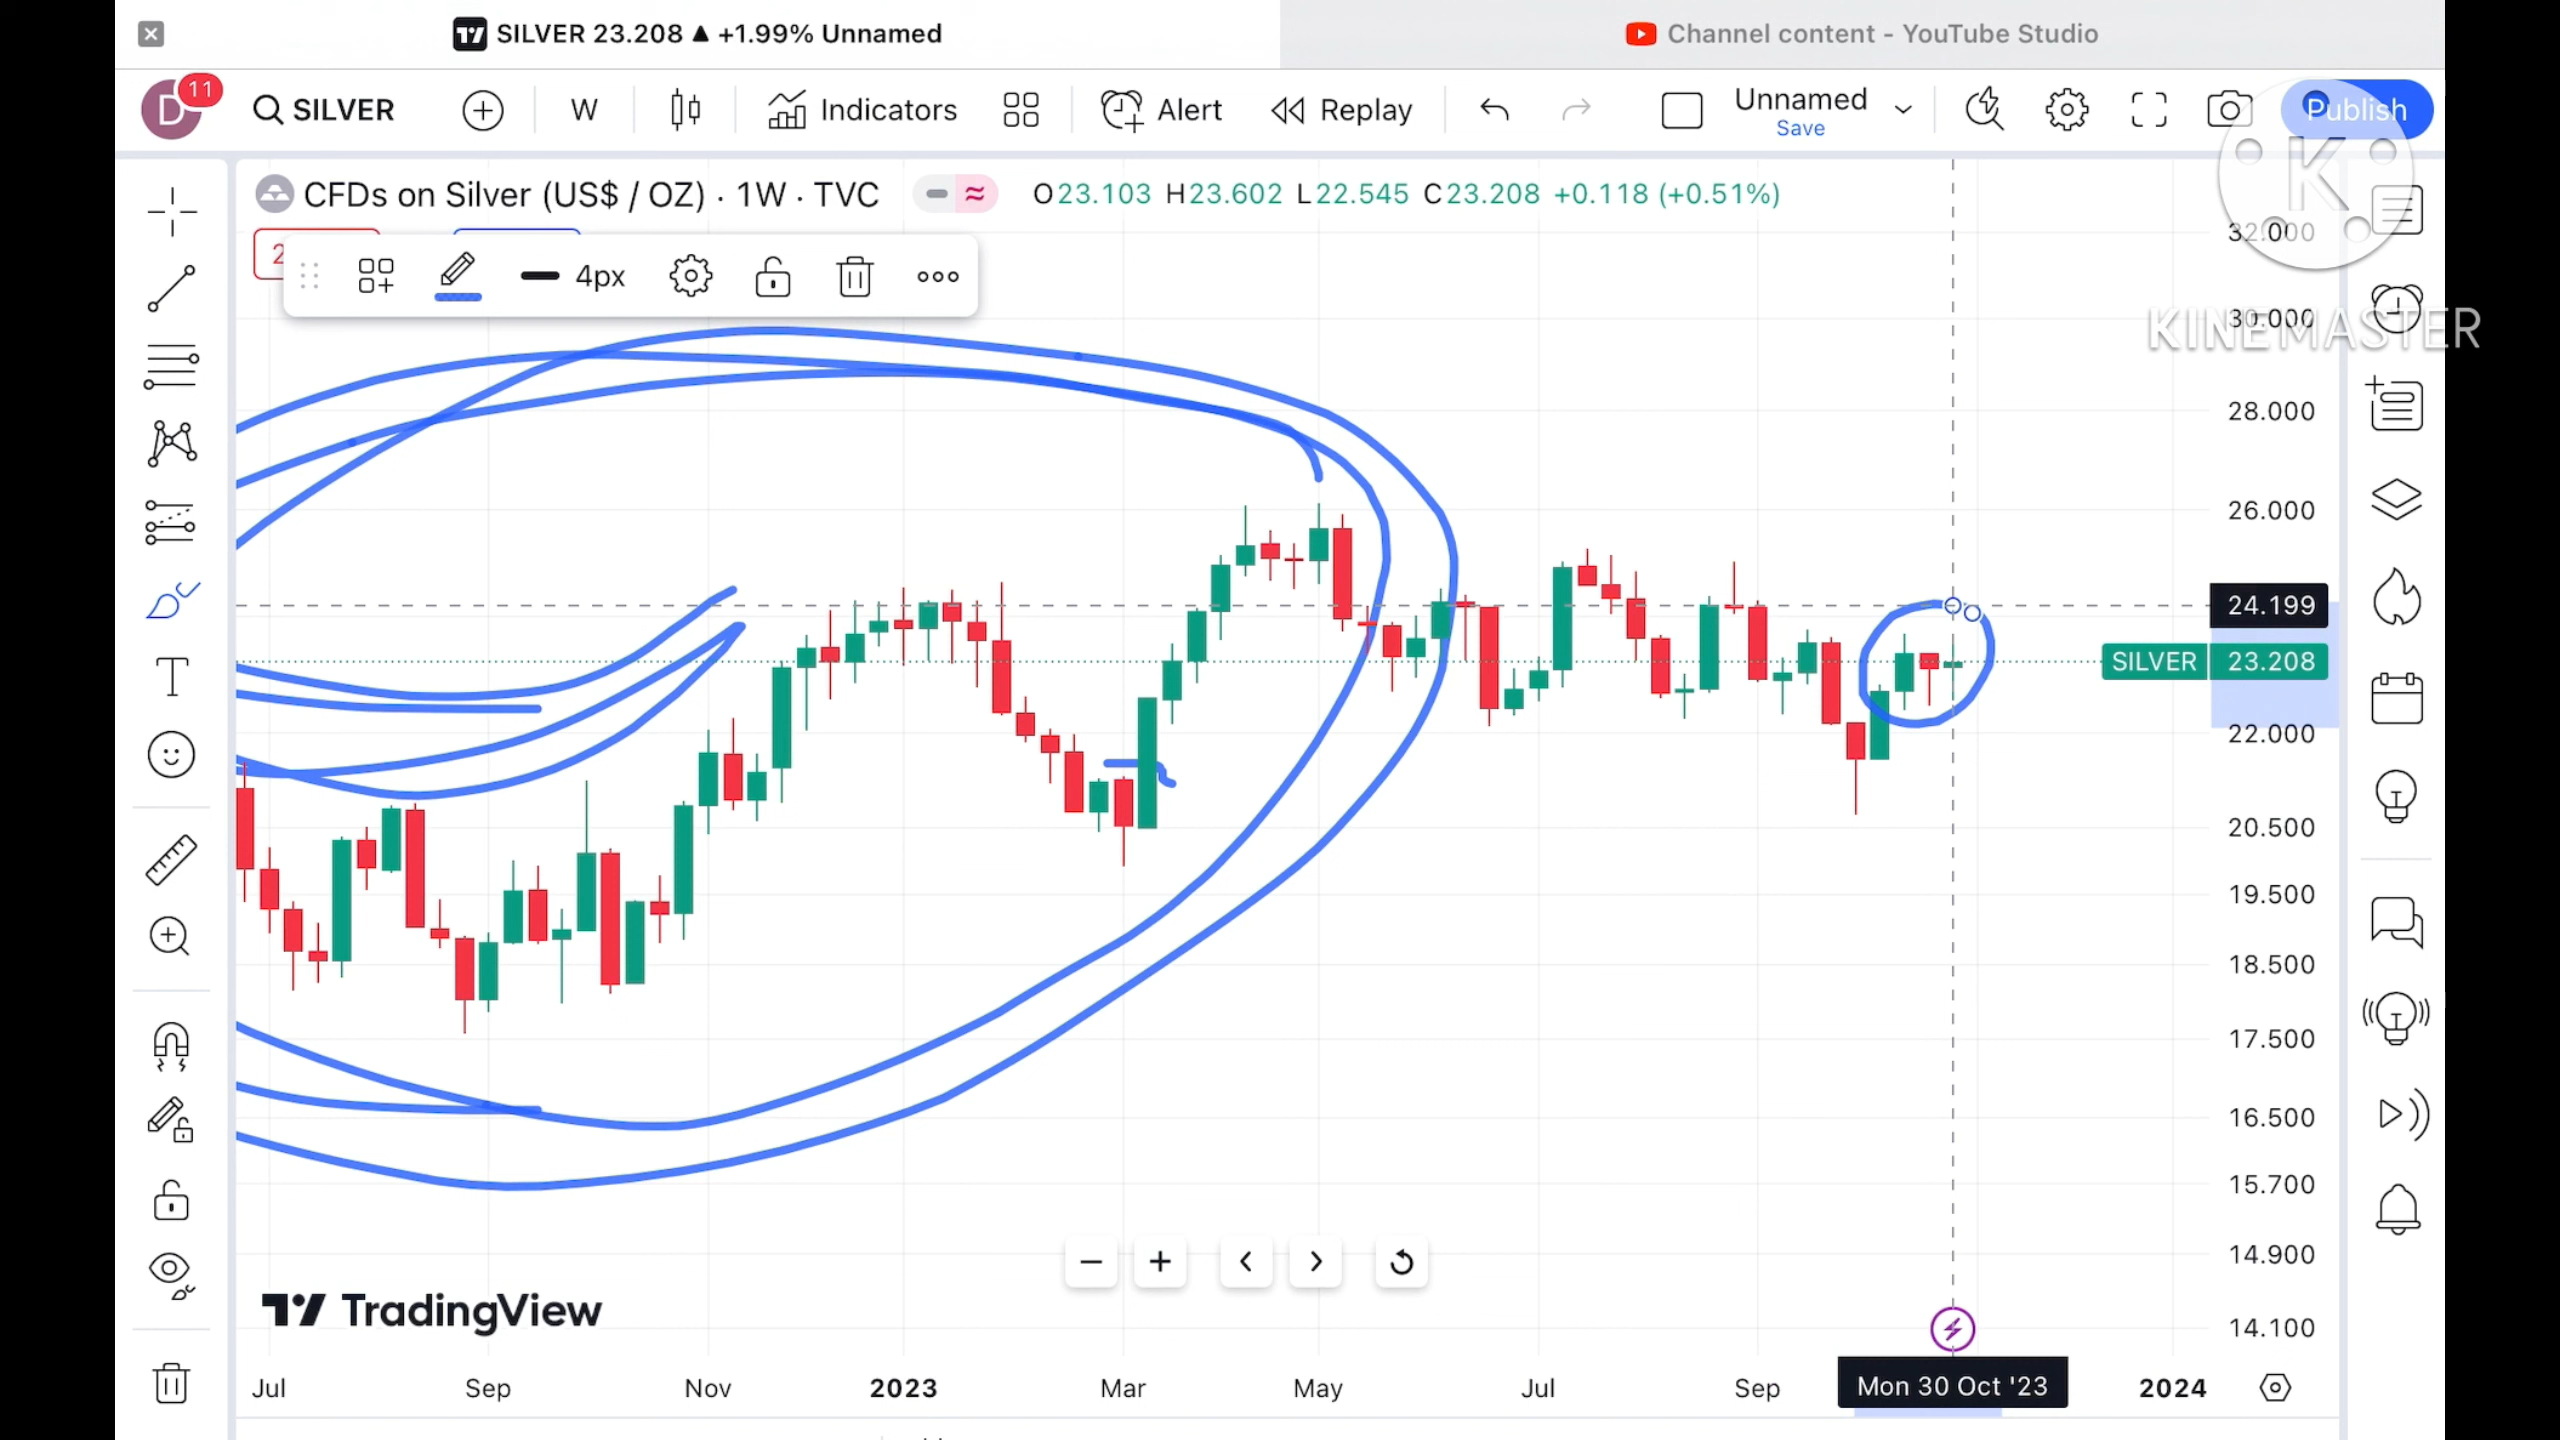 SILVER 23.208 ▲ +1.99% Unnamed
Channel content - YouTube Studio
D
11
SILVER
W
Indicators
Alert
Replay
Unnamed
Save
Publish
K
KINEMASTER
CFDs on Silver (US$ / OZ) · 1W · TVC
O23.103 H23.602 L22.545 C23.208 +0.118 (+0.51%)
4px
32.000
30.000
28.000
26.000
24.199
SILVER 23.208
22.000
20.500
19.500
18.500
17.500
16.500
15.700
14.900
14.100
TradingView
Jul
Sep
Nov
2023
Mar
May
Jul
Sep
Mon 30 Oct '23
2024